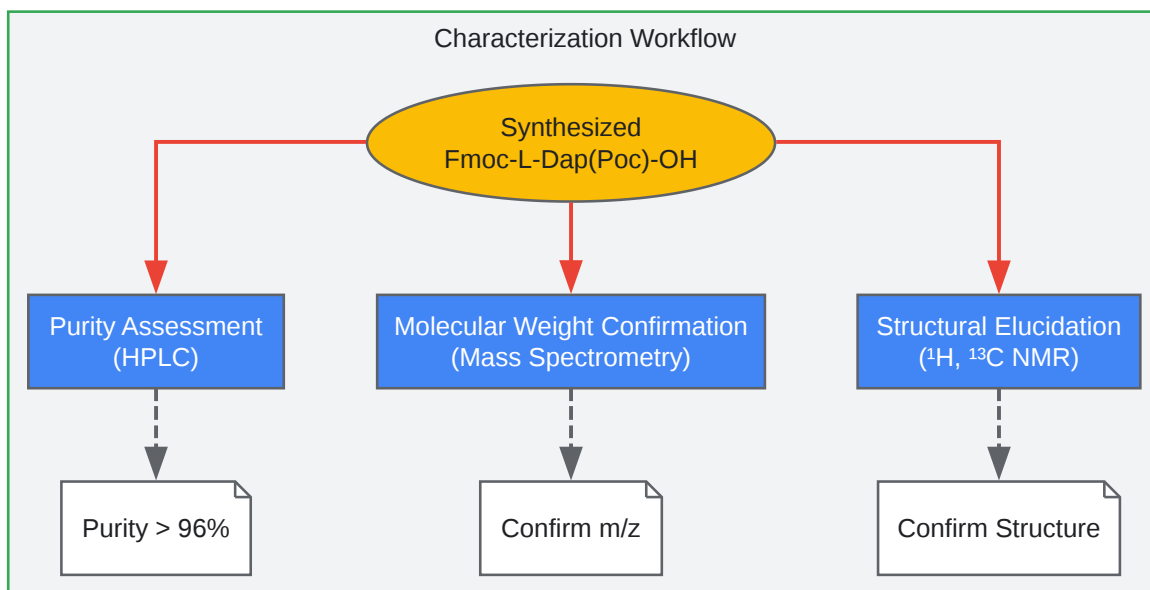 Characterization Workflow
Synthesized
Fmoc-L-Dap(Poc)-OH
Purity Assessment
(HPLC)
Molecular Weight Confirmation
(Mass Spectrometry)
Structural Elucidation
(¹H, ¹³C NMR)
Purity > 96%
Confirm m/z
Confirm Structure